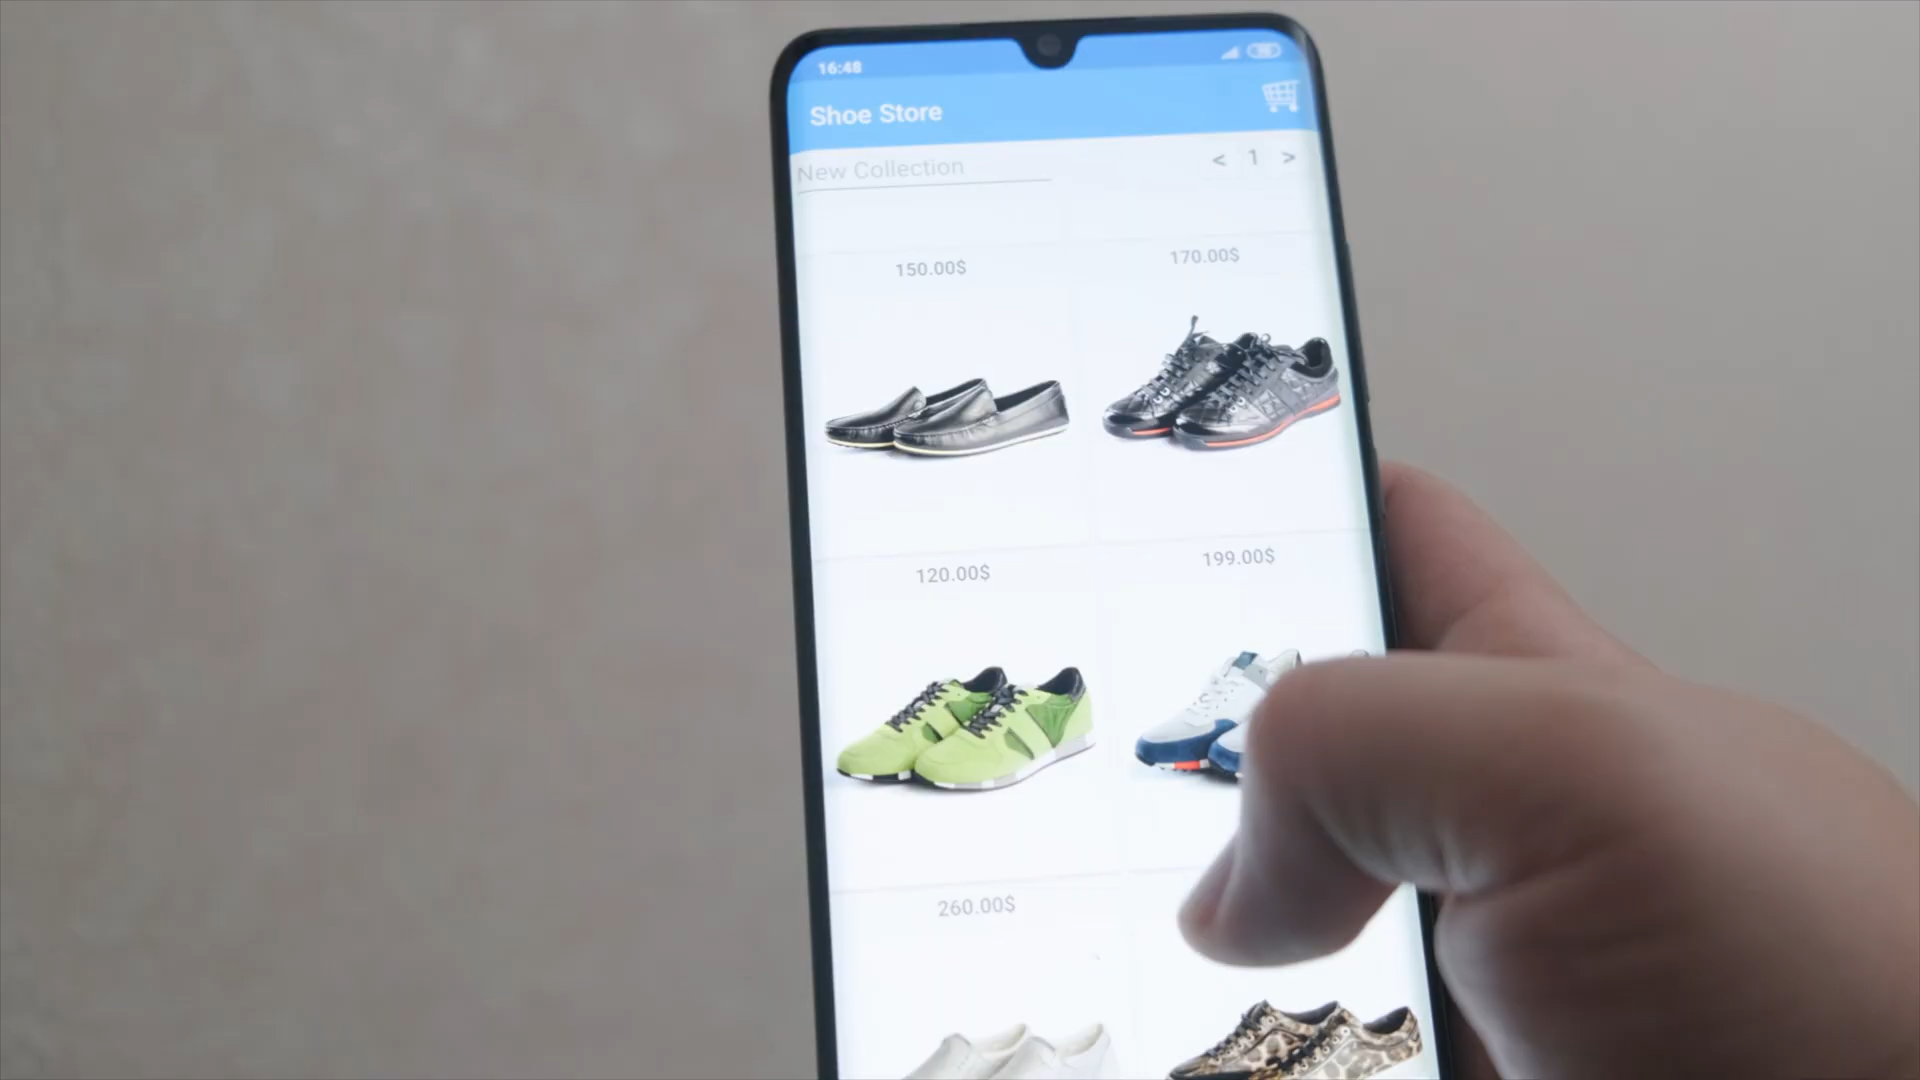 16:48
Shoe Store
New Collection
< 1 >
150.00$
170.00$
120.00$
199.00$
260.00$